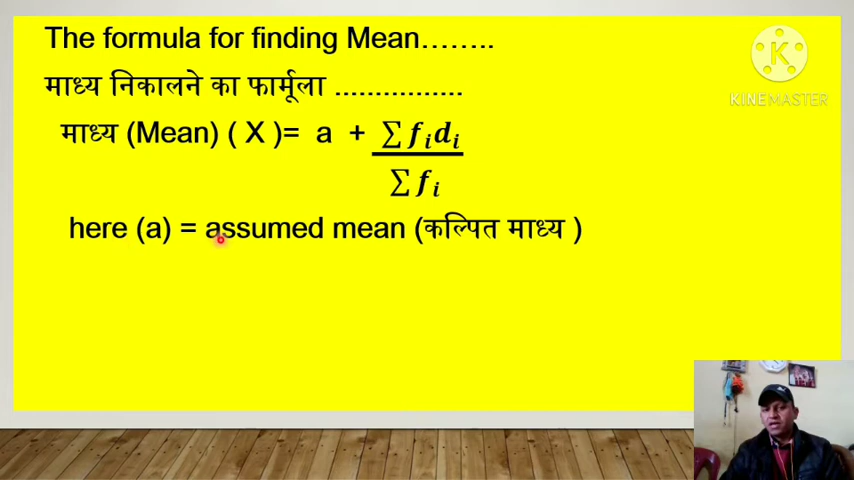 The formula for finding Mean........
माध्य निकालने का फार्मूला ................
माध्य (Mean) ( X )= a + ∑ fᵢdᵢ
∑ fᵢ
here (a) = assumed mean (कल्पित माध्य )
KINEMASTER